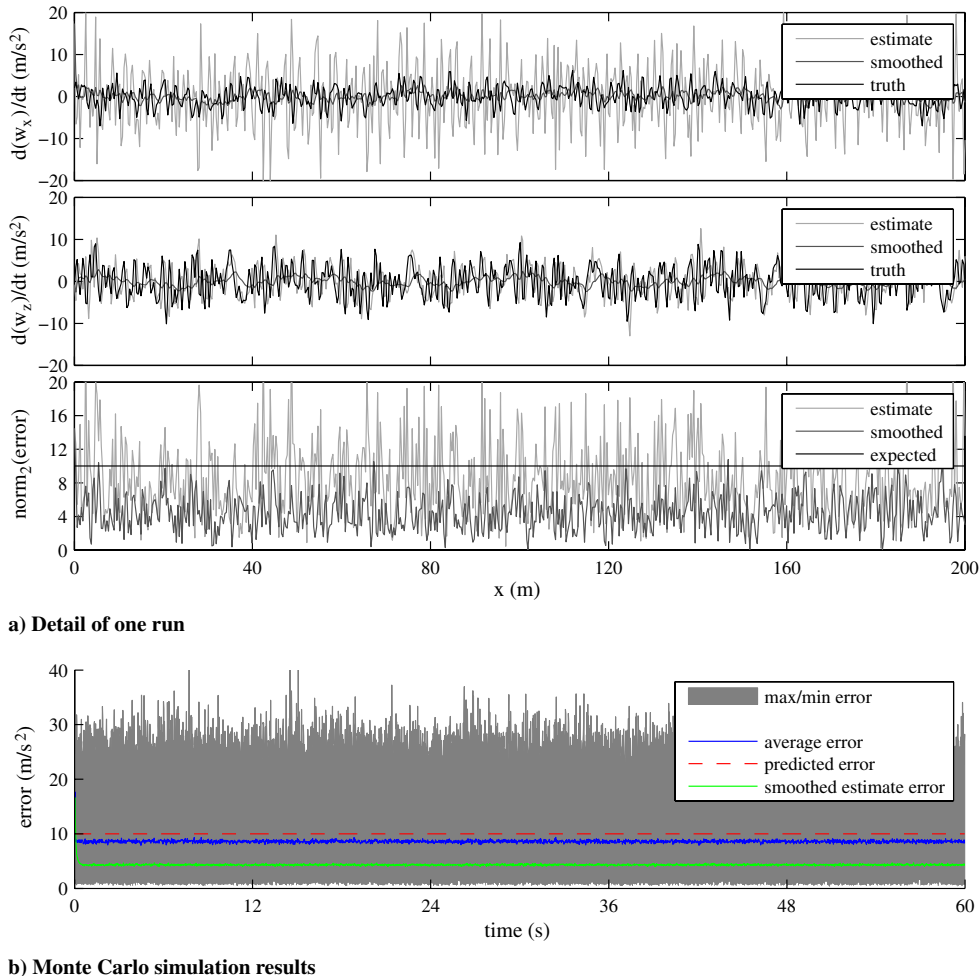 20
10
0
−10
−20
d(w_x)/dt (m/s²)
estimate
smoothed
truth
20
10
0
−10
−20
d(w_z)/dt (m/s²)
estimate
smoothed
truth
20
16
12
8
4
0
norm₂(error)
estimate
smoothed
expected
0 40 80 120 160 200
x (m)
a) Detail of one run
40
30
20
10
0
error (m/s²)
max/min error
average error
predicted error
smoothed estimate error
0 12 24 36 48 60
time (s)
b) Monte Carlo simulation results